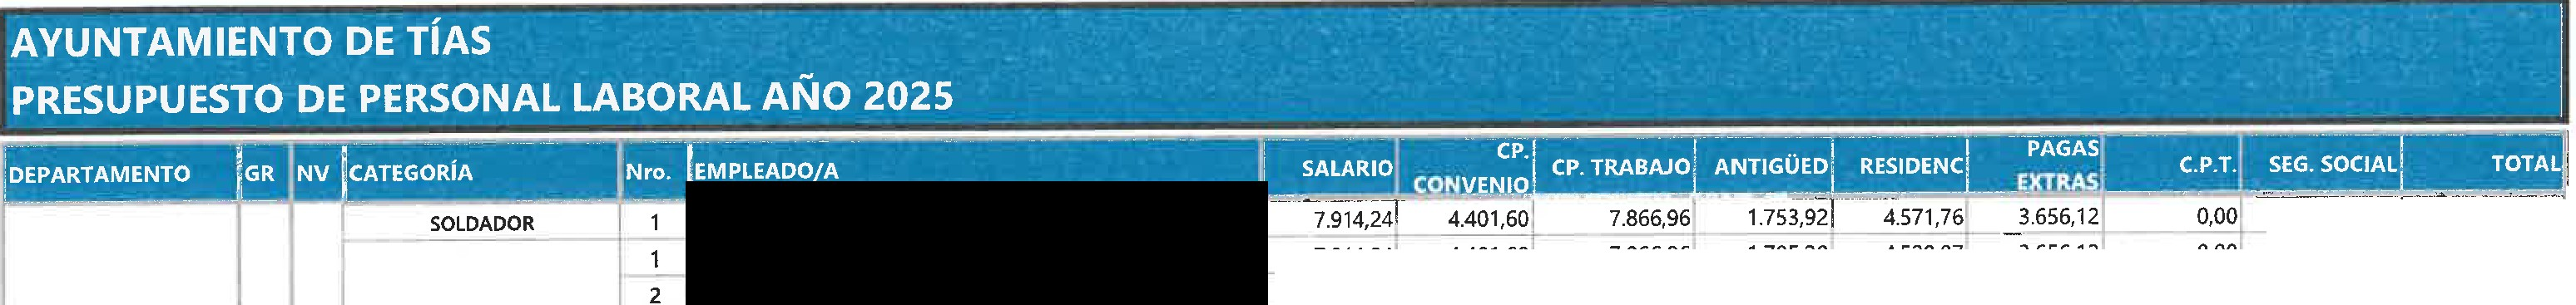 AYUNTAMIENTO DE TÍAS
PRESUPUESTO DE PERSONAL LABORAL AÑO 2025
DEPARTAMENTO GR NV CATEGORÍA Nro. EMPLEADO/A SALARIO CP. CONVENIO CP. TRABAJO ANTIGÜED RESIDENC PAGAS EXTRAS C.P.T. SEG. SOCIAL TOTAL
SOLDADOR 1 7.914,24 4.401,60 7.866,96 1.753,92 4.571,76 3.656,12 0,00
1
2